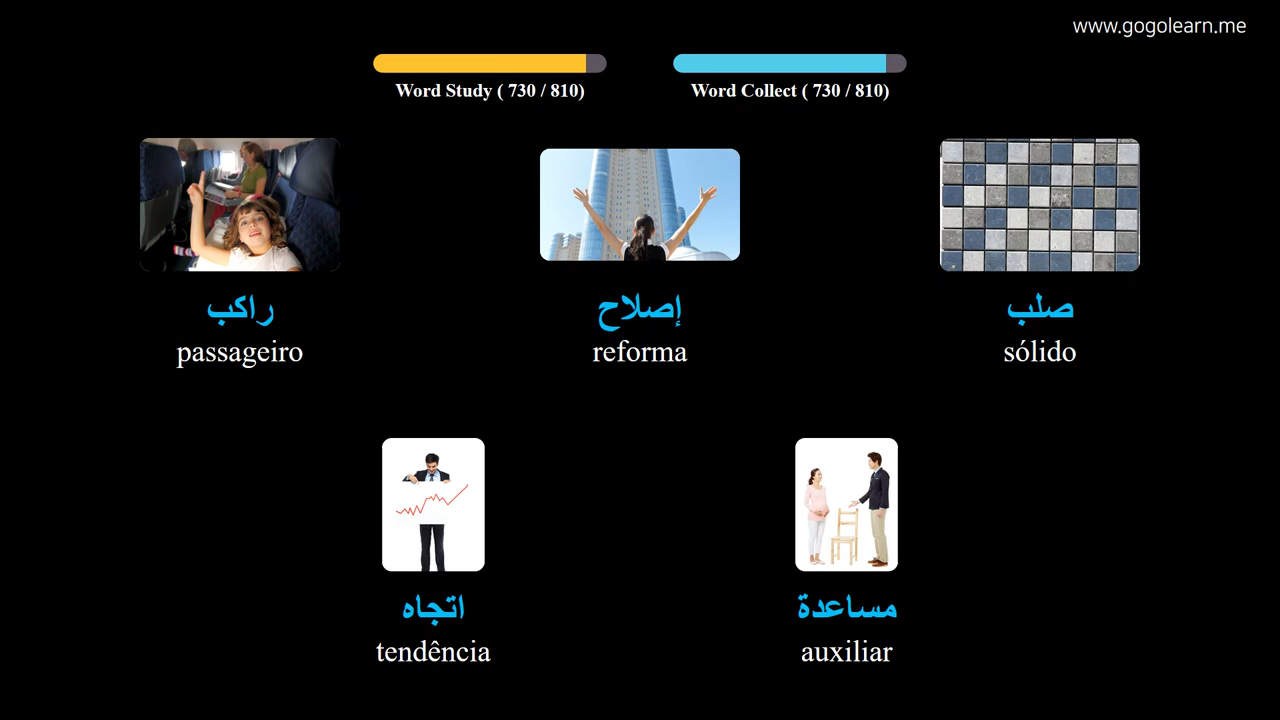 www.gogolearn.me
Word Study ( 730 / 810)
Word Collect ( 730 / 810)
راكب
passageiro
إصلاح
reforma
صلب
sólido
اتجاه
tendência
مساعدة
auxiliar